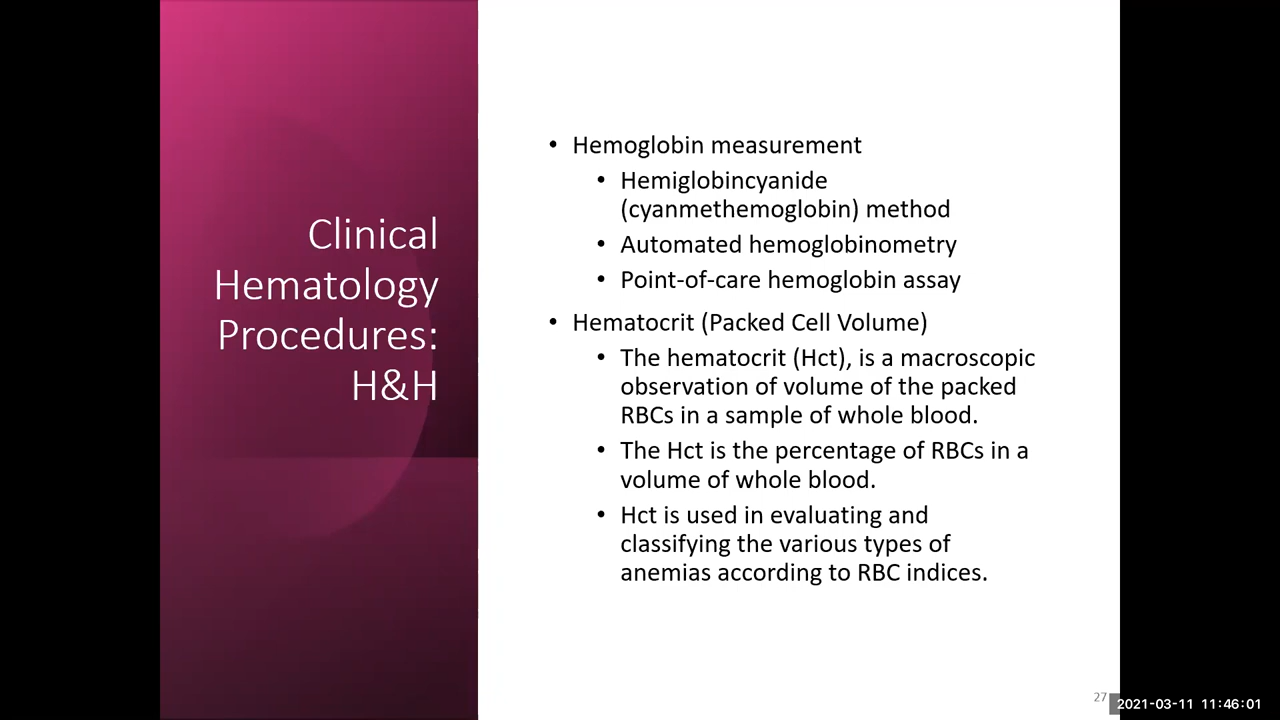 Clinical
Hematology
Procedures:
H&H
• Hemoglobin measurement
• Hemiglobincyanide
(cyanmethemoglobin) method
• Automated hemoglobinometry
• Point-of-care hemoglobin assay
• Hematocrit (Packed Cell Volume)
• The hematocrit (Hct), is a macroscopic
observation of volume of the packed
RBCs in a sample of whole blood.
• The Hct is the percentage of RBCs in a
volume of whole blood.
• Hct is used in evaluating and
classifying the various types of
anemias according to RBC indices.
27
2021-03-11 11:46:01